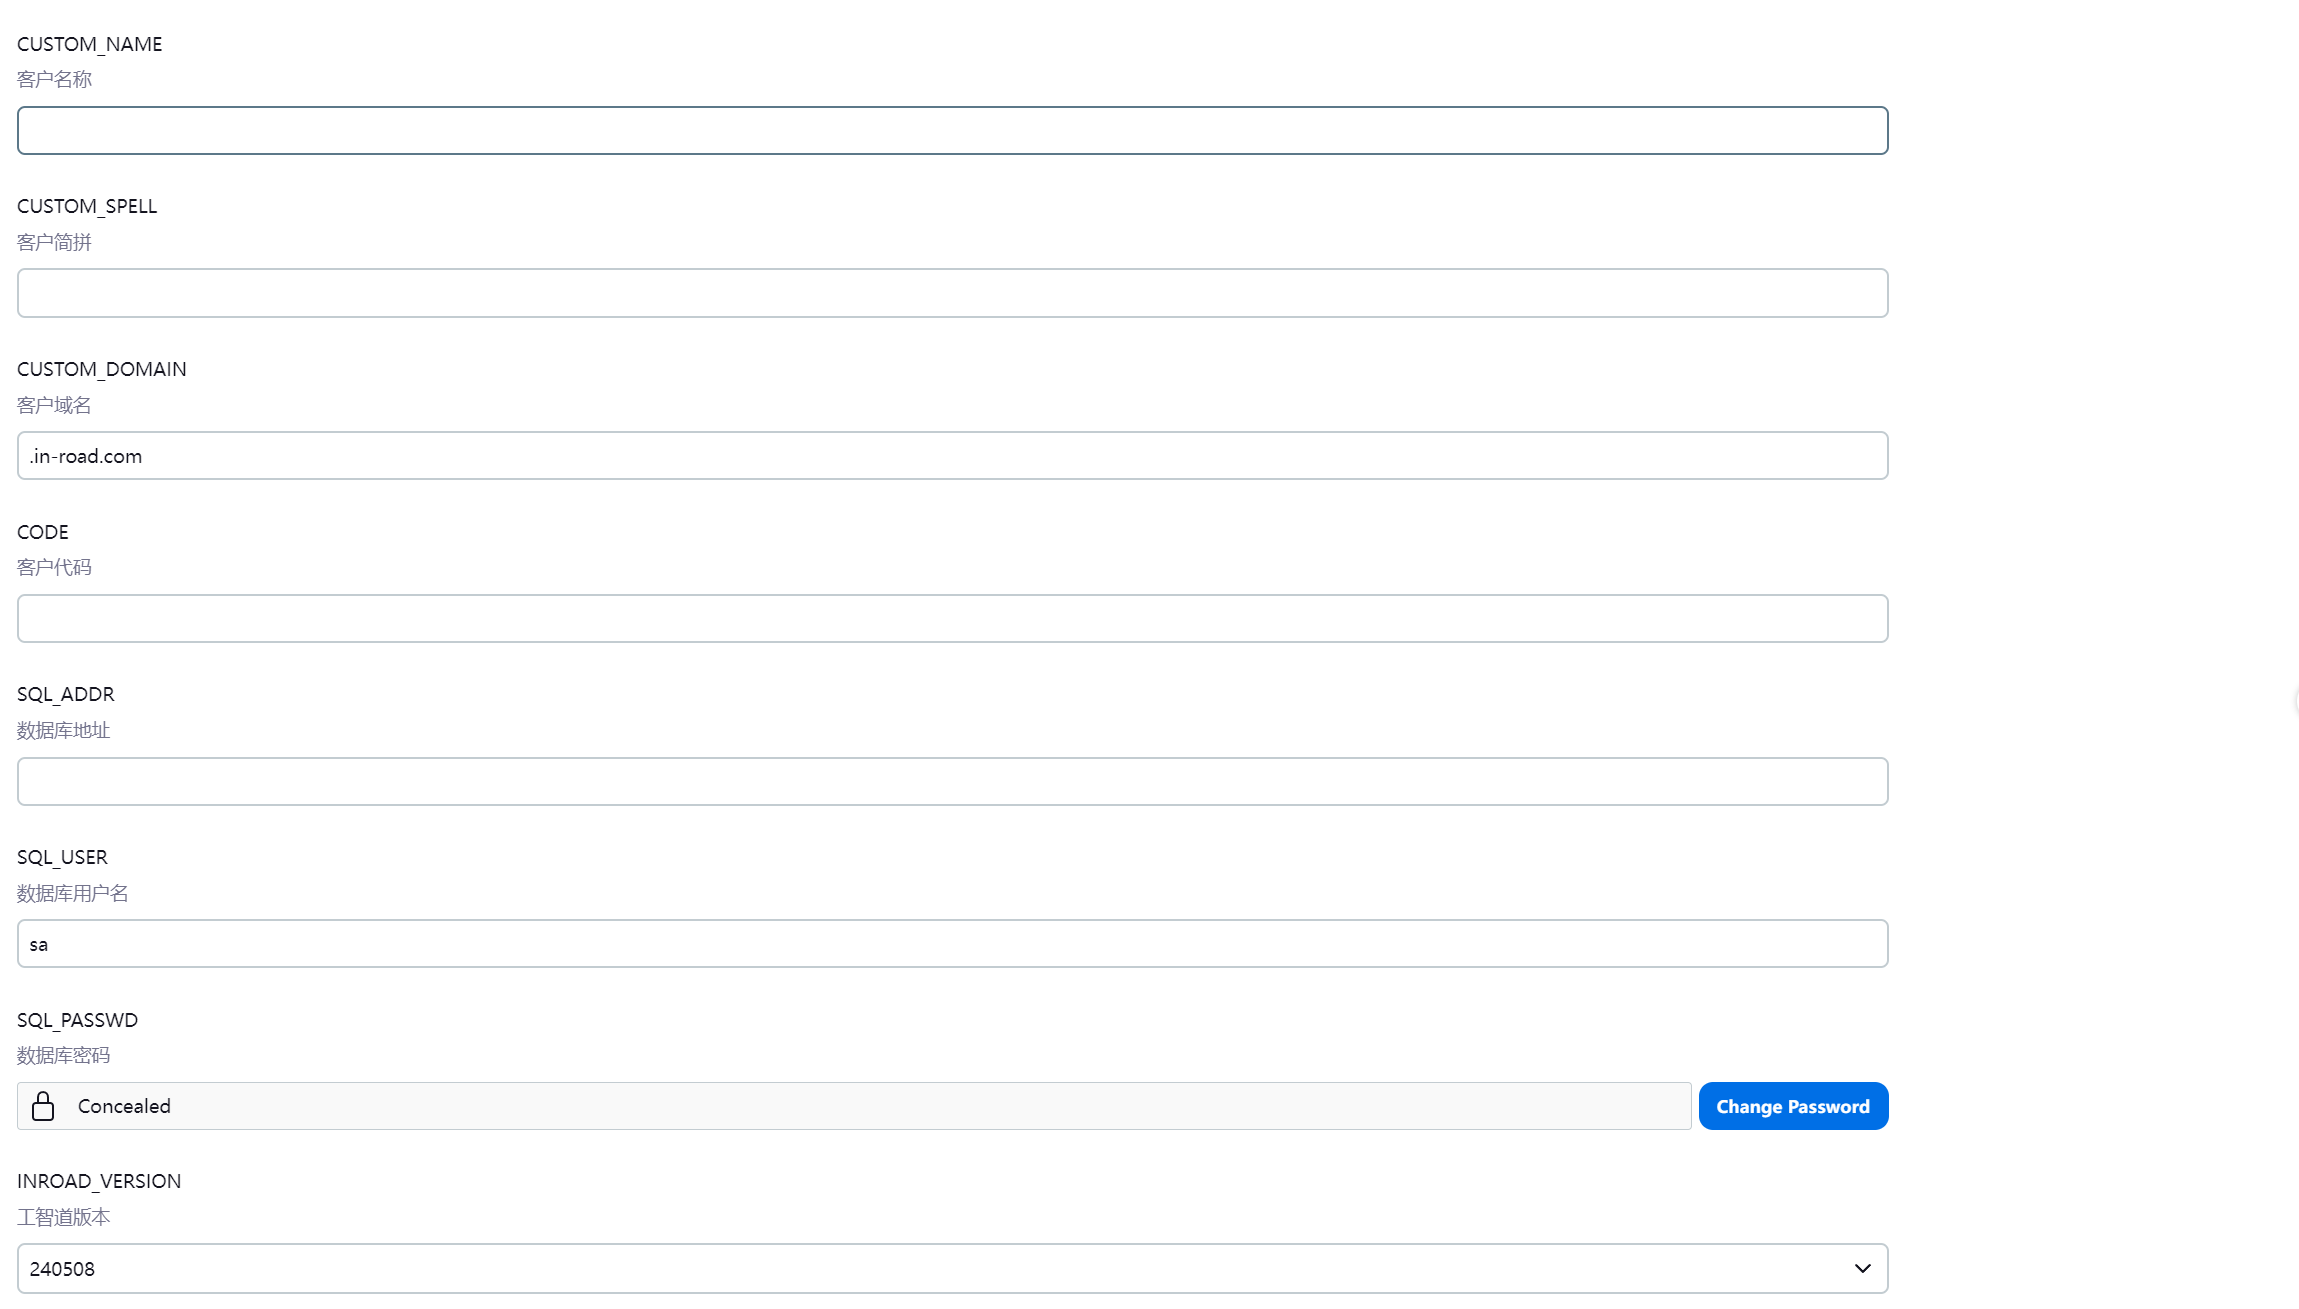 CUSTOM_NAME
客户名称
CUSTOM_SPELL
客户简拼
CUSTOM_DOMAIN
客户域名
.in-road.com
CODE
客户代码
SQL_ADDR
数据库地址
SQL_USER
数据库用户名
sa
SQL_PASSWD
数据库密码
Concealed
Change Password
INROAD_VERSION
工智道版本
240508